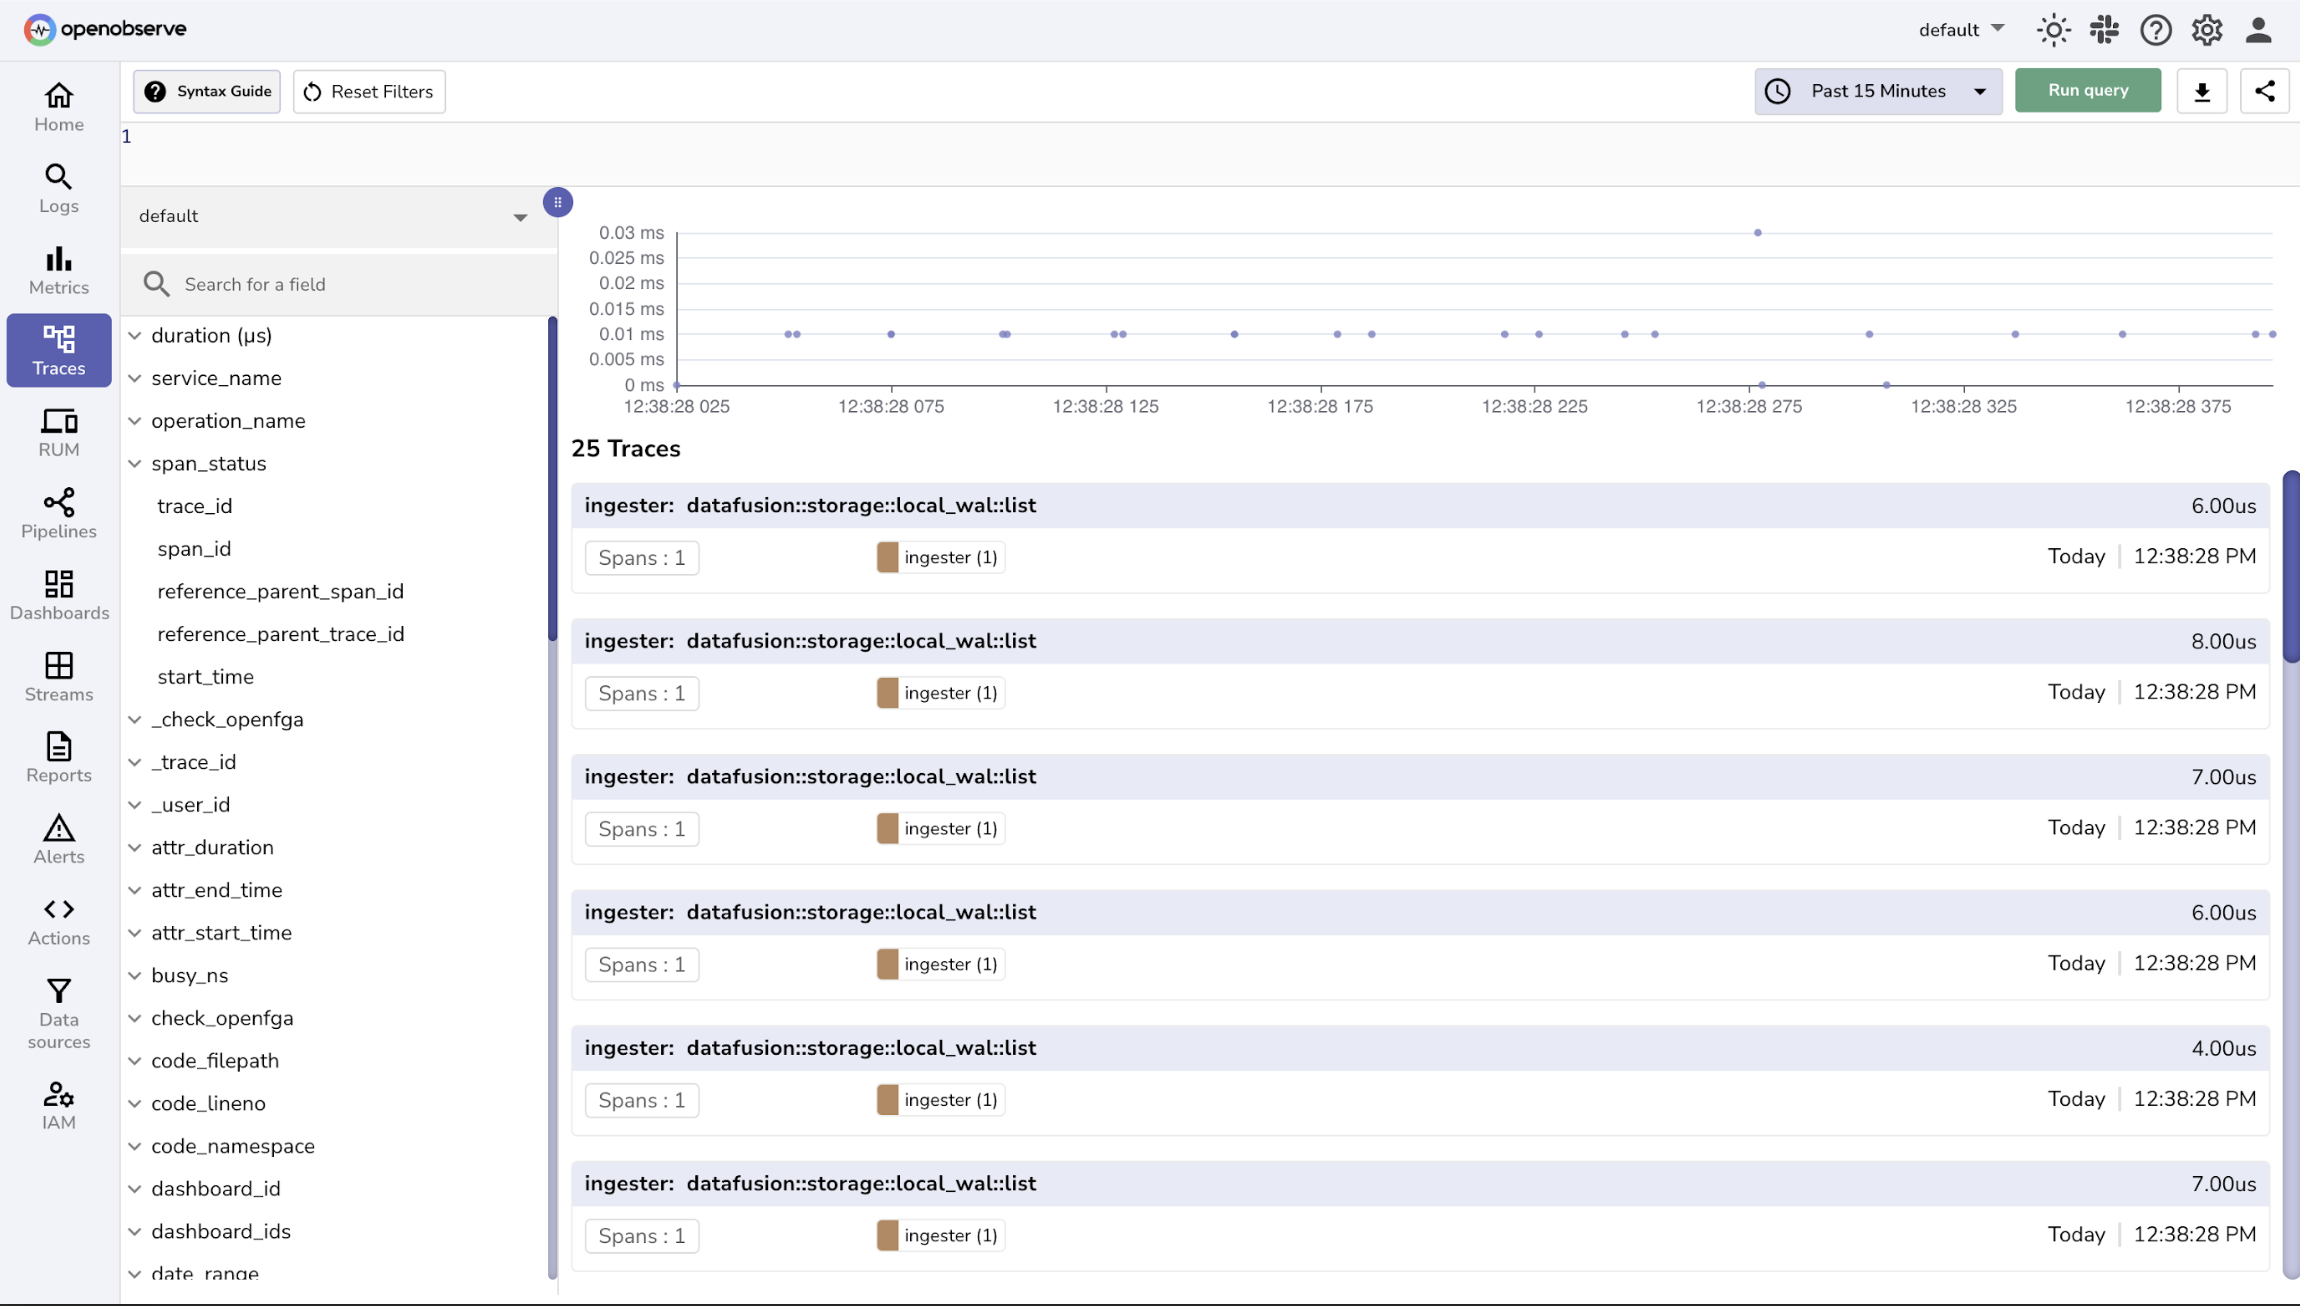 openobserve
default
Syntax Guide
Reset Filters
Past 15 Minutes
Run query
1
Home
Logs
Metrics
Traces
RUM
Pipelines
Dashboards
Streams
Reports
Alerts
Actions
Data
sources
IAM
default
Search for a field
duration (µs)
service_name
operation_name
span_status
trace_id
span_id
reference_parent_span_id
reference_parent_trace_id
start_time
_check_openfga
_trace_id
_user_id
attr_duration
attr_end_time
attr_start_time
busy_ns
check_openfga
code_filepath
code_lineno
code_namespace
dashboard_id
dashboard_ids
date_range
0.03 ms
0.025 ms
0.02 ms
0.015 ms
0.01 ms
0.005 ms
0 ms
12:38:28 025 12:38:28 075 12:38:28 125 12:38:28 175 12:38:28 225 12:38:28 275 12:38:28 325 12:38:28 375
25 Traces
ingester: datafusion::storage::local_wal::list 6.00us
Spans : 1 ingester (1) Today 12:38:28 PM
ingester: datafusion::storage::local_wal::list 8.00us
Spans : 1 ingester (1) Today 12:38:28 PM
ingester: datafusion::storage::local_wal::list 7.00us
Spans : 1 ingester (1) Today 12:38:28 PM
ingester: datafusion::storage::local_wal::list 6.00us
Spans : 1 ingester (1) Today 12:38:28 PM
ingester: datafusion::storage::local_wal::list 4.00us
Spans : 1 ingester (1) Today 12:38:28 PM
ingester: datafusion::storage::local_wal::list 7.00us
Spans : 1 ingester (1) Today 12:38:28 PM